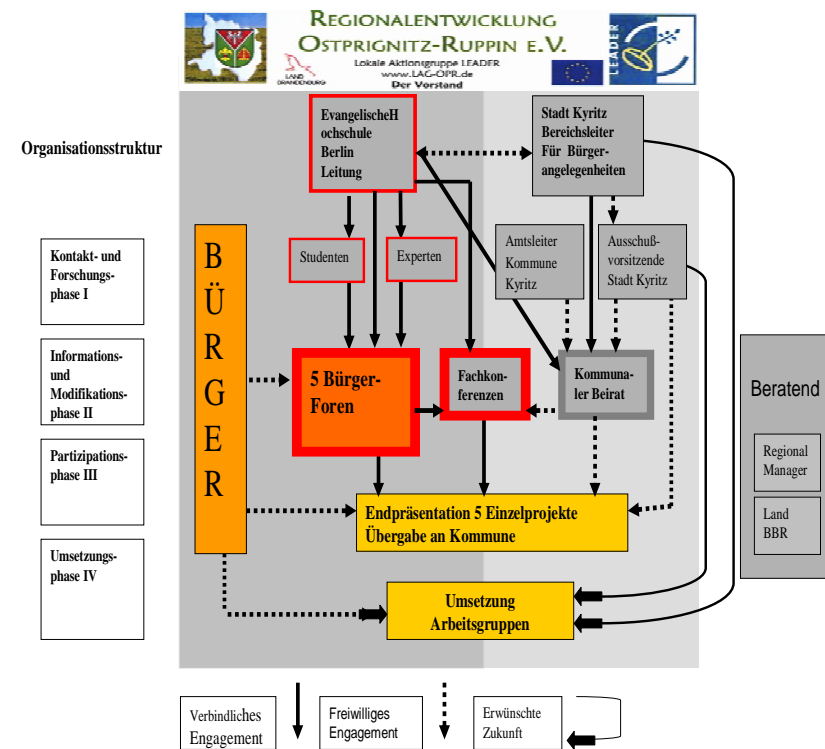 REGIONALENTWICKLUNG
OSTPRIGNITZ-RUPPIN E.V.
Lokale Aktionsgruppe LEADER
www.LAG-OPR.de
Der Vorstand
LAND
BRANDENBURG
LEADER
Organisationsstruktur
EvangelischeH
ochschule
Berlin
Leitung
Stadt Kyritz
Bereichsleiter
Für Bürger-
angelegenheiten
Studenten
Experten
Amtsleiter
Kommune
Kyritz
Ausschuß-
vorsitzende
Stadt Kyritz
B
Ü
R
G
E
R
Kontakt- und
Forschungs-
phase I
Informations-
und
Modifikations-
phase II
Partizipations-
phase III
Umsetzungs-
phase IV
5 Bürger-
Foren
Fachkon-
ferenzen
Kommuna-
ler Beirat
Beratend
Regional
Manager
Land
BBR
Endpräsentation 5 Einzelprojekte
Übergabe an Kommune
Umsetzung
Arbeitsgruppen
Verbindliches
Engagement
Freiwilliges
Engagement
Erwünschte
Zukunft